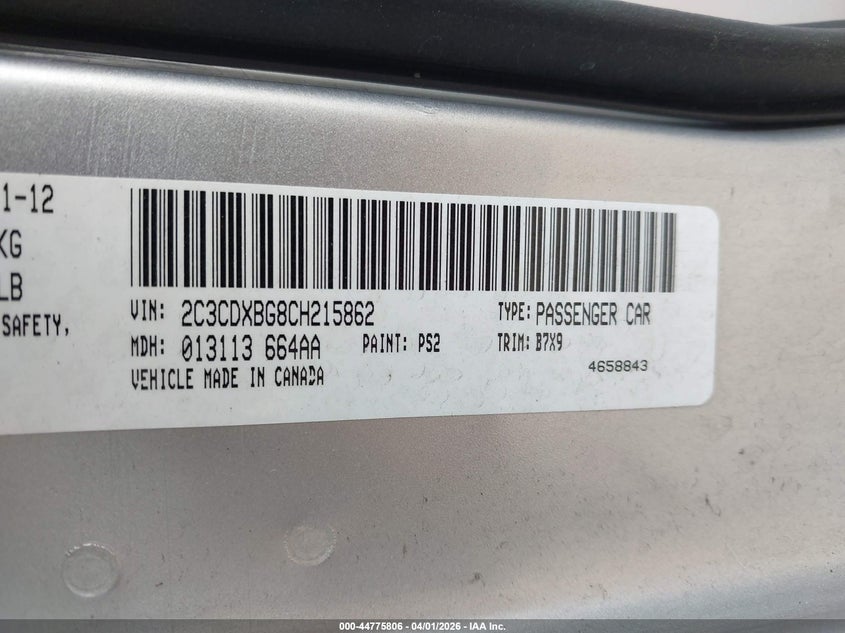 1-12
KG
LB
SAFETY,
VIN: 2C3CDXBG8CH215862 TYPE: PASSENGER CAR
MDH: 013113 664AA PAINT: PS2 TRIM: B7X9
VEHICLE MADE IN CANADA 4658843
000-44775806 - 04/01/2026 - IAA Inc.